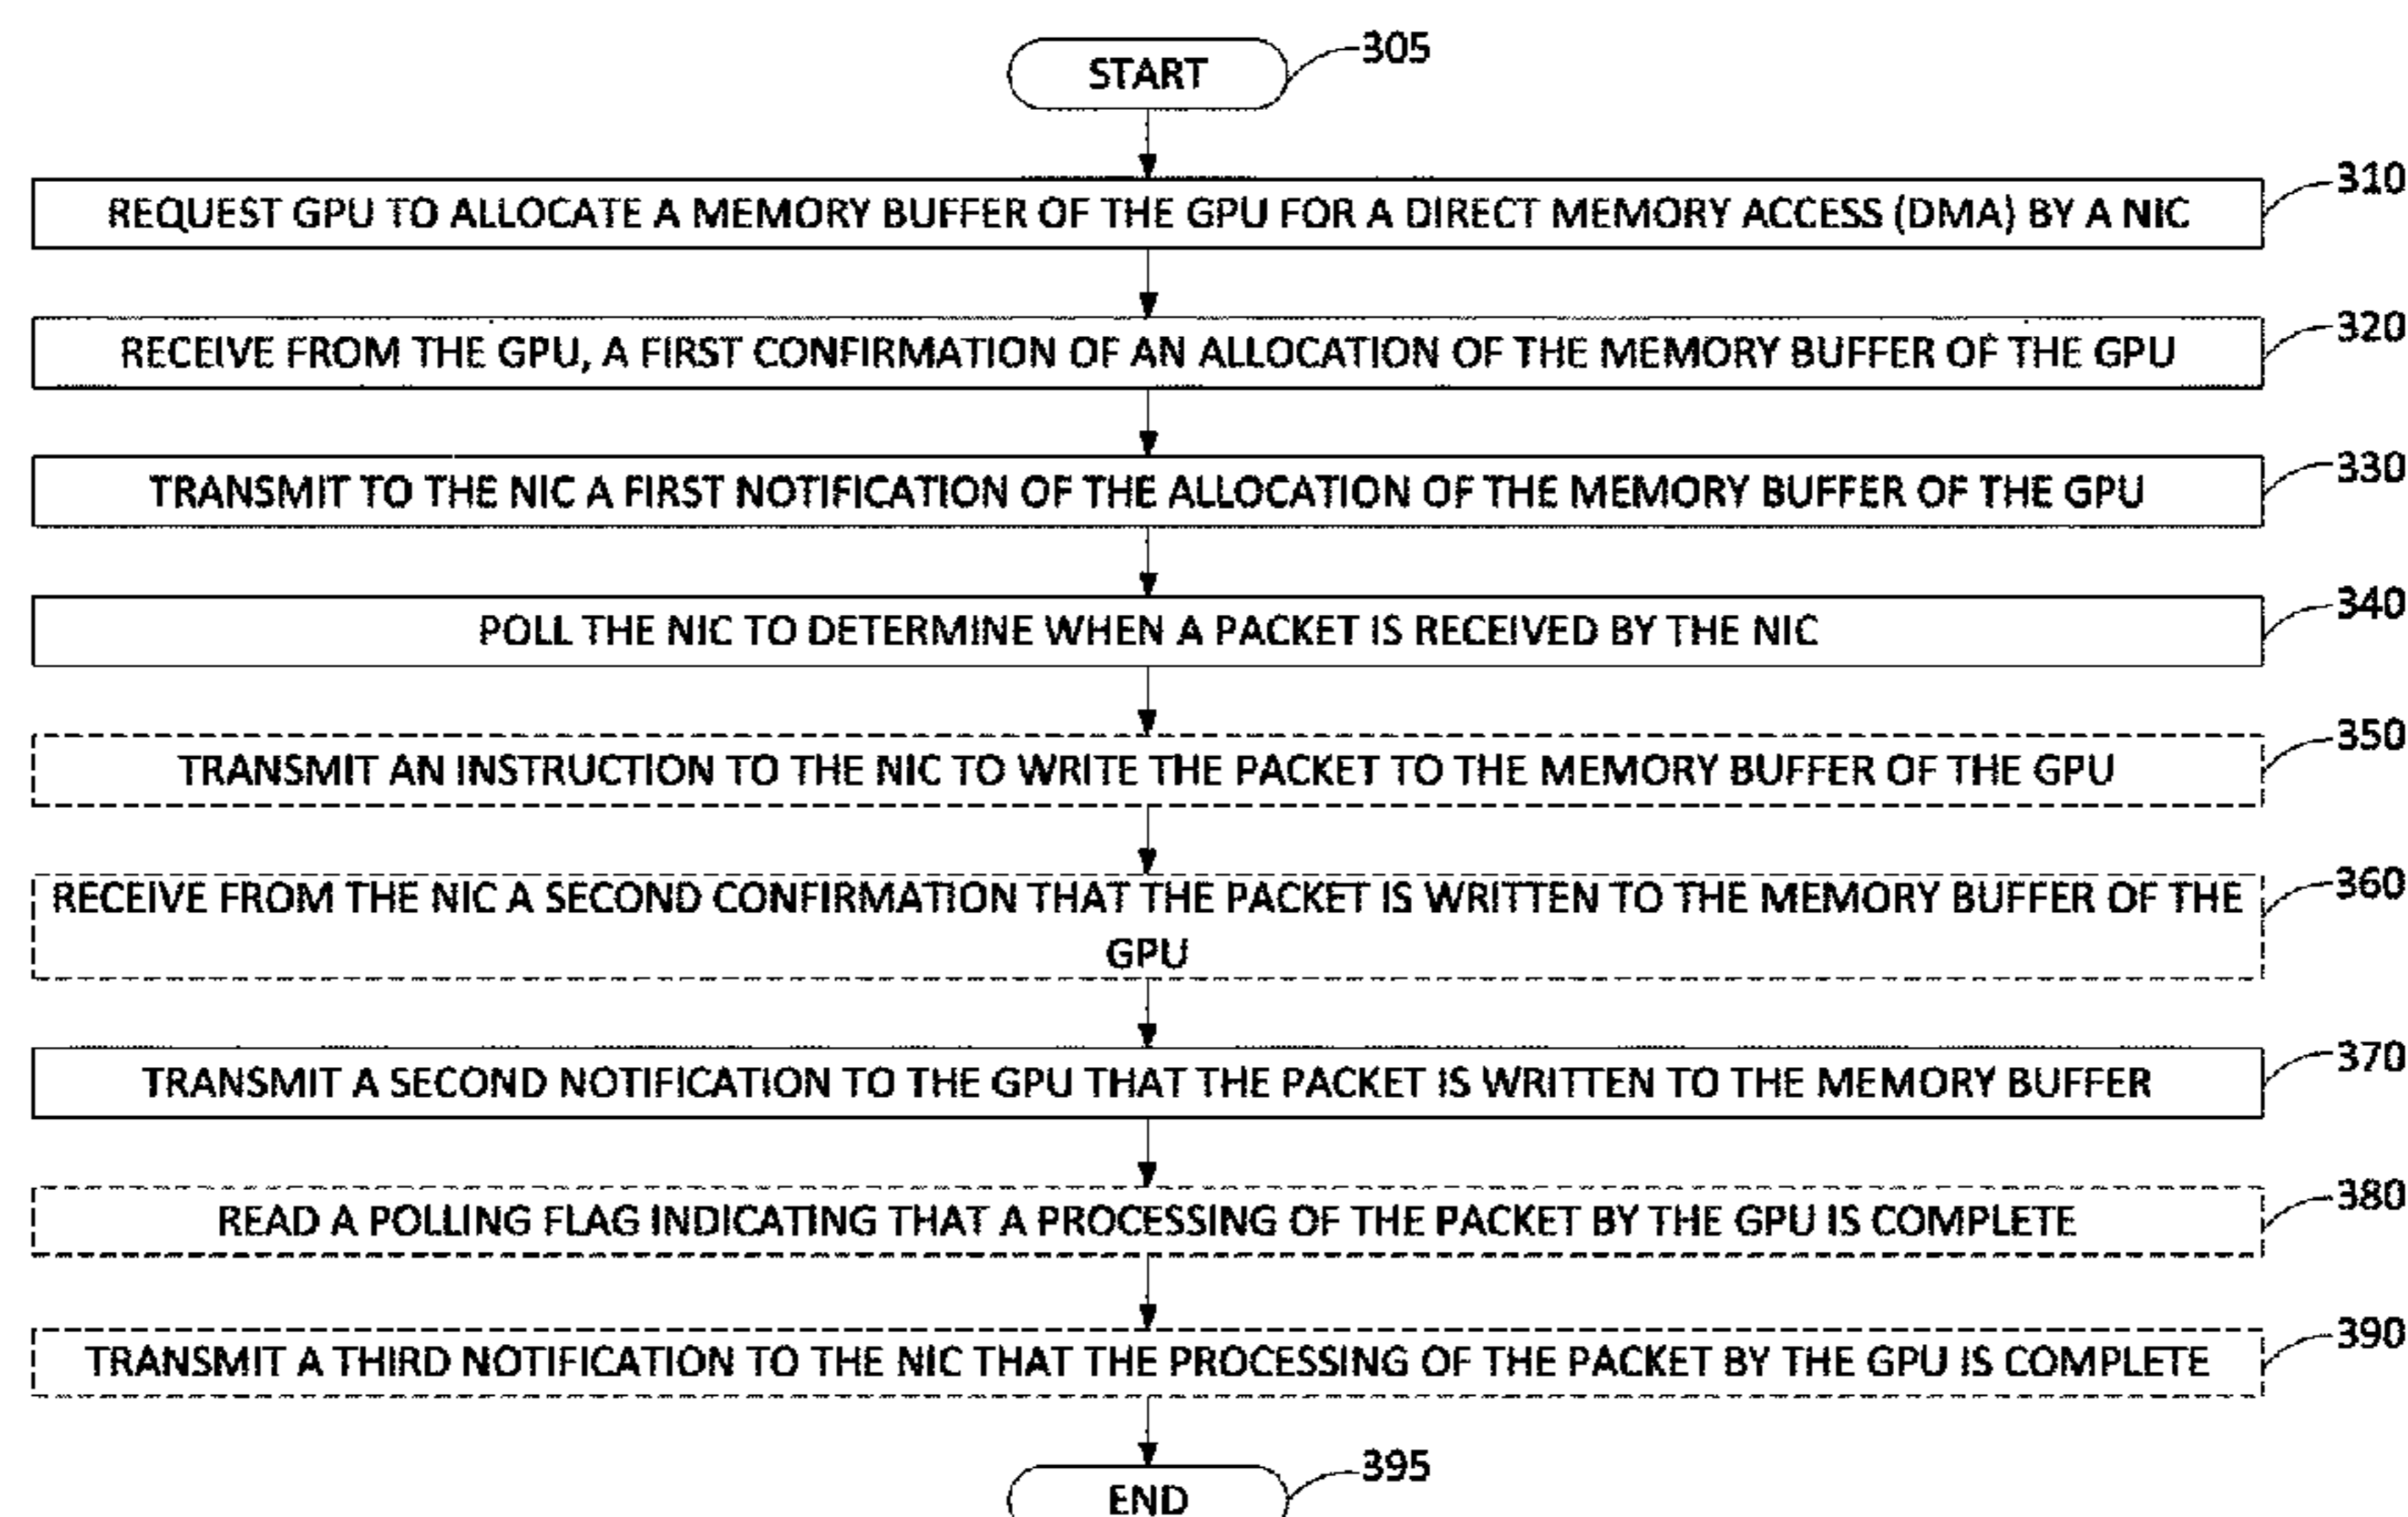 START
305
REQUEST GPU TO ALLOCATE A MEMORY BUFFER OF THE GPU FOR A DIRECT MEMORY ACCESS (DMA) BY A NIC
310
RECEIVE FROM THE GPU, A FIRST CONFIRMATION OF AN ALLOCATION OF THE MEMORY BUFFER OF THE GPU
320
TRANSMIT TO THE NIC A FIRST NOTIFICATION OF THE ALLOCATION OF THE MEMORY BUFFER OF THE GPU
330
POLL THE NIC TO DETERMINE WHEN A PACKET IS RECEIVED BY THE NIC
340
TRANSMIT AN INSTRUCTION TO THE NIC TO WRITE THE PACKET TO THE MEMORY BUFFER OF THE GPU
350
RECEIVE FROM THE NIC A SECOND CONFIRMATION THAT THE PACKET IS WRITTEN TO THE MEMORY BUFFER OF THE
GPU
360
TRANSMIT A SECOND NOTIFICATION TO THE GPU THAT THE PACKET IS WRITTEN TO THE MEMORY BUFFER
370
READ A POLLING FLAG INDICATING THAT A PROCESSING OF THE PACKET BY THE GPU IS COMPLETE
380
TRANSMIT A THIRD NOTIFICATION TO THE NIC THAT THE PROCESSING OF THE PACKET BY THE GPU IS COMPLETE
390
END
395